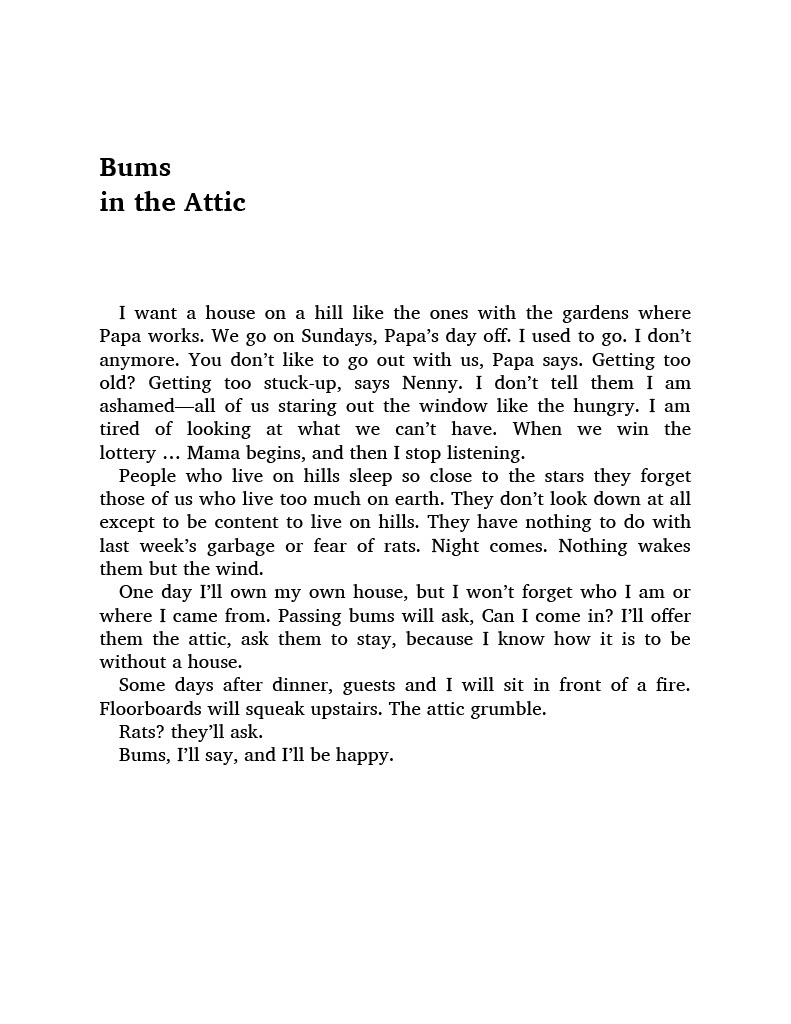 Bums
in the Attic
I want a house on a hill like the ones with the gardens where
Papa works. We go on Sundays, Papa’s day off. I used to go. I don’t
anymore. You don’t like to go out with us, Papa says. Getting too
old? Getting too stuck-up, says Nenny. I don’t tell them I am
ashamed—all of us staring out the window like the hungry. I am
tired of looking at what we can’t have. When we win the
lottery … Mama begins, and then I stop listening.
People who live on hills sleep so close to the stars they forget
those of us who live too much on earth. They don’t look down at all
except to be content to live on hills. They have nothing to do with
last week’s garbage or fear of rats. Night comes. Nothing wakes
them but the wind.
One day I’ll own my own house, but I won’t forget who I am or
where I came from. Passing bums will ask, Can I come in? I’ll offer
them the attic, ask them to stay, because I know how it is to be
without a house.
Some days after dinner, guests and I will sit in front of a fire.
Floorboards will squeak upstairs. The attic grumble.
Rats? they’ll ask.
Bums, I’ll say, and I’ll be happy.